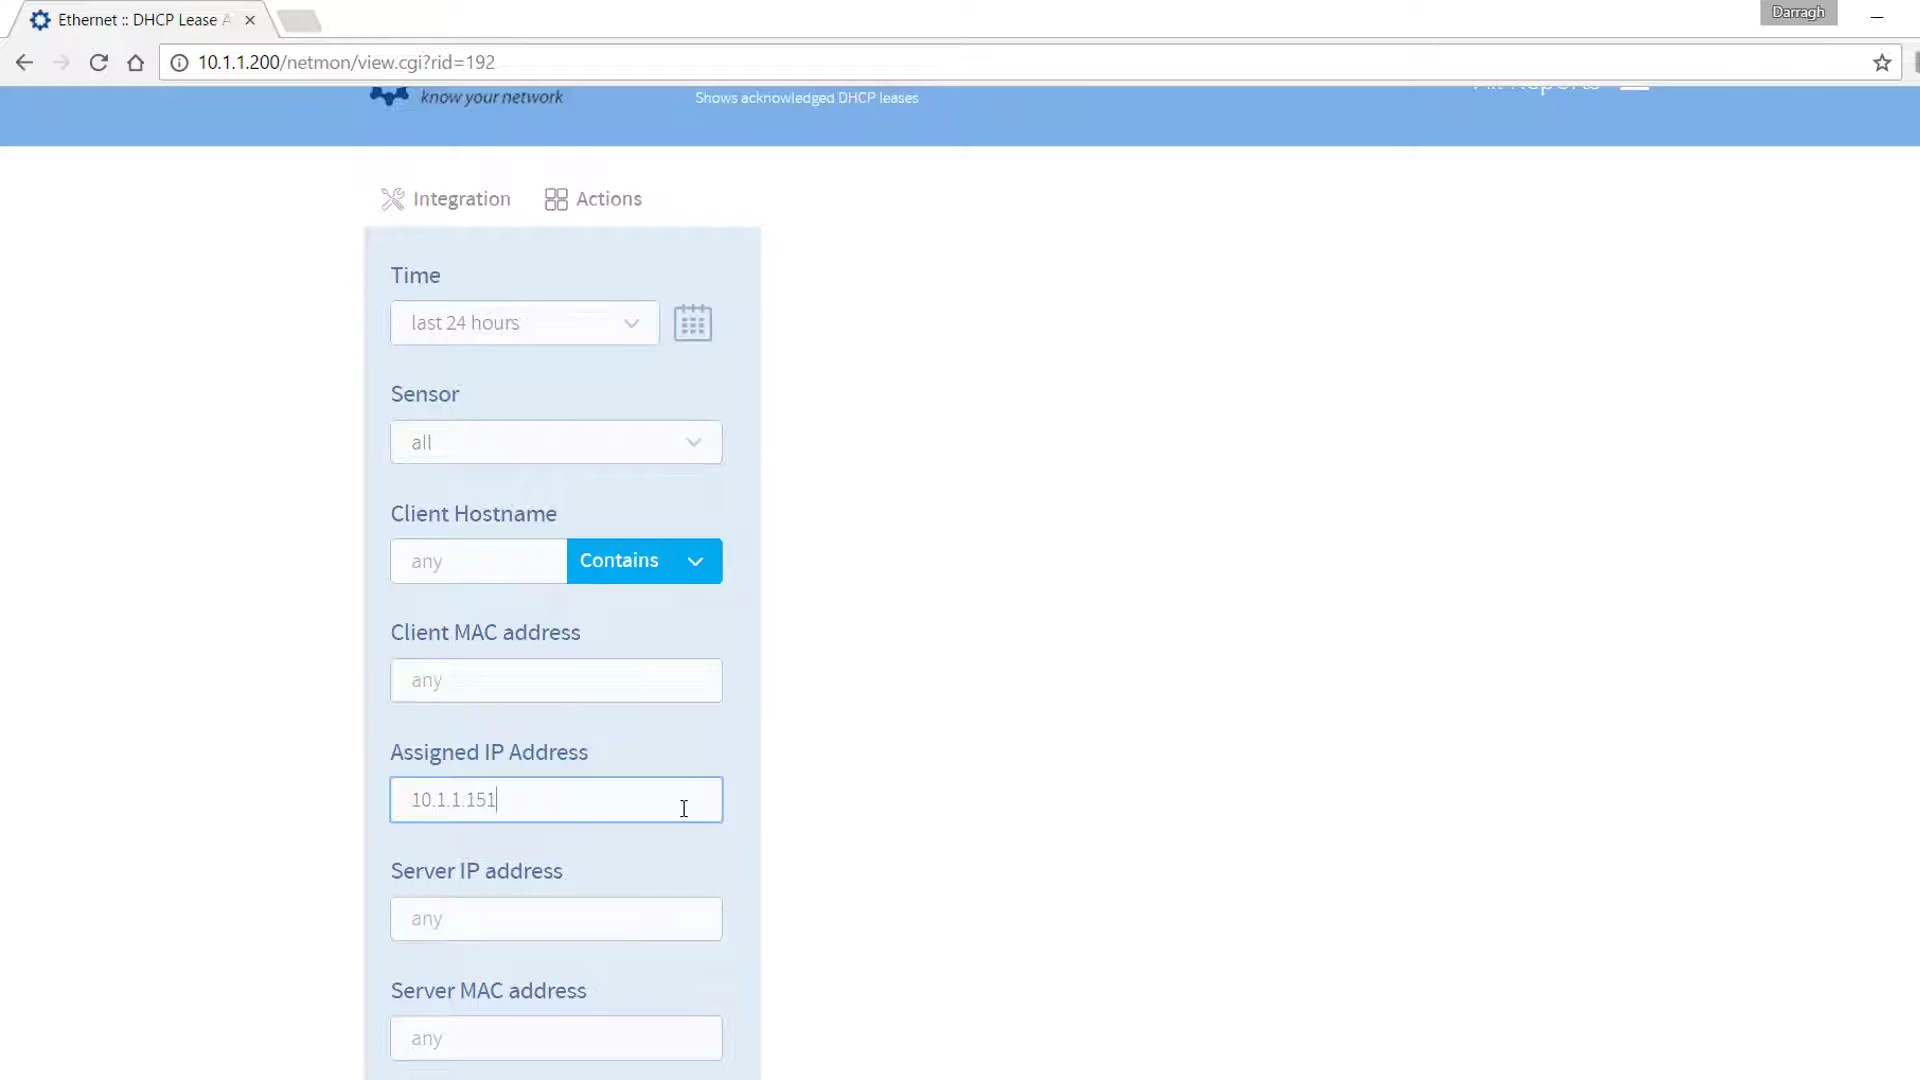 Ethernet :: DHCP Lease A
Darragh
10.1.1.200/netmon/view.cgi?rid=192
know your network
Shows acknowledged DHCP leases
All Reports
Integration
Actions
Time
last 24 hours
Sensor
all
Client Hostname
any
Contains
Client MAC address
any
Assigned IP Address
10.1.1.151
Server IP address
any
Server MAC address
any